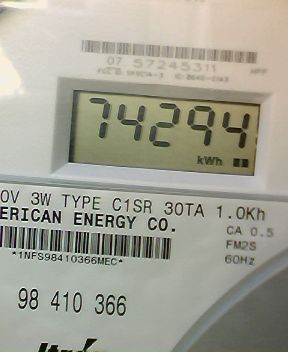 07 57245311
74294
kWh
0V 3W TYPE C1SR 30TA 1.0Kh
ERICAN ENERGY CO.
CA 0.5
FM2S
60Hz
*1NFS98410366MEC*
98 410 366
Itron